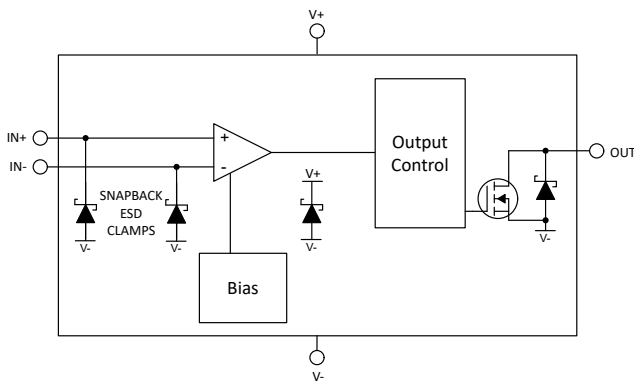 V+
IN+
IN-
+
-
SNAPBACK
ESD
CLAMPS
V-
V-
V+
V-
Bias
Output
Control
OUT
V-
V-